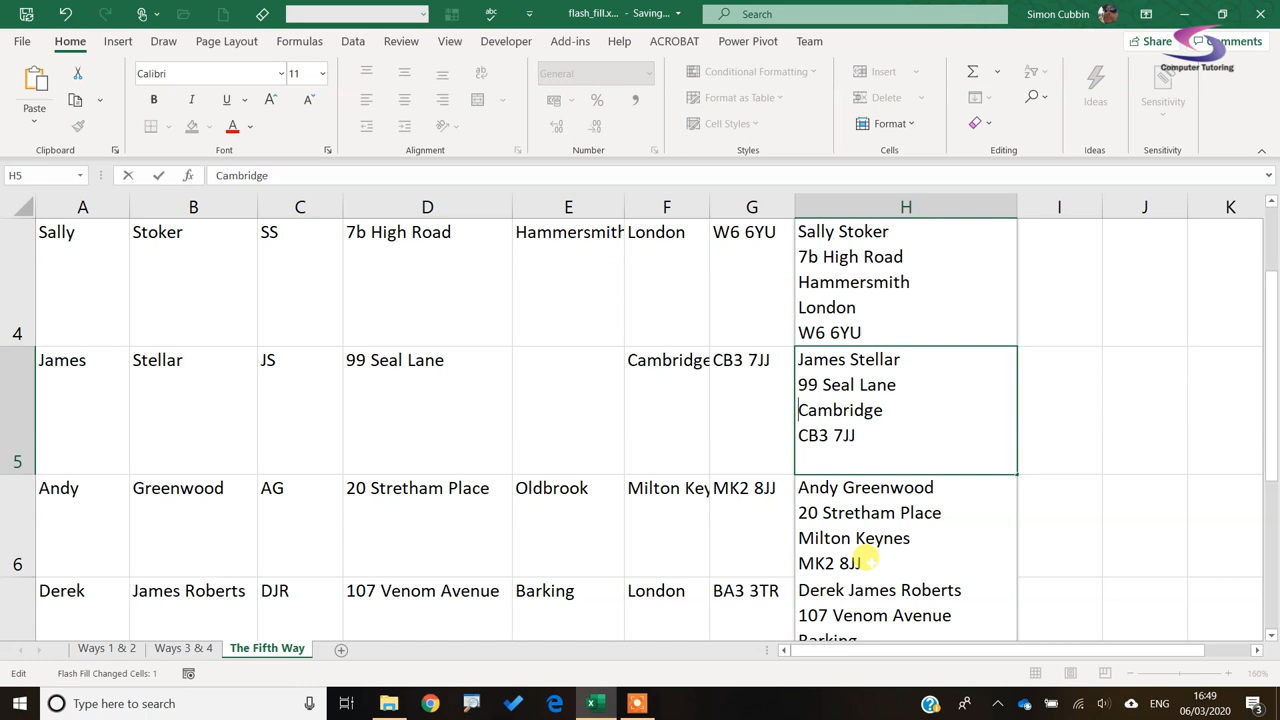 flash_fill.x... - Saving...
Search
Simon Cubbin
File Home Insert Draw Page Layout Formulas Data Review View Developer Add-ins Help ACROBAT Power Pivot Team
Share
Comments
Computer Tutoring
Calibri
11
General
Conditional Formatting
Insert
Paste
Format as Table
Delete
Ideas
Sensitivity
Cell Styles
Format
Clipboard
Font
Alignment
Number
Styles
Cells
Editing
Ideas
Sensitivity
H5
Cambridge
A B C D E F G H I J K
Sally Stoker SS 7b High Road Hammersmith London W6 6YU Sally Stoker
7b High Road
Hammersmith
London
4 W6 6YU
James Stellar JS 99 Seal Lane Cambridge CB3 7JJ James Stellar
99 Seal Lane
Cambridge
CB3 7JJ
5
Andy Greenwood AG 20 Stretham Place Oldbrook Milton Key MK2 8JJ Andy Greenwood
20 Stretham Place
Milton Keynes
6 MK2 8JJ
Derek James Roberts DJR 107 Venom Avenue Barking London BA3 3TR Derek James Roberts
107 Venom Avenue
Barking
Ways 1 & 2 Ways 3 & 4 The Fifth Way
Edit Flash Fill Changed Cells: 1
160%
Type here to search
ENG
16:49
06/03/2020